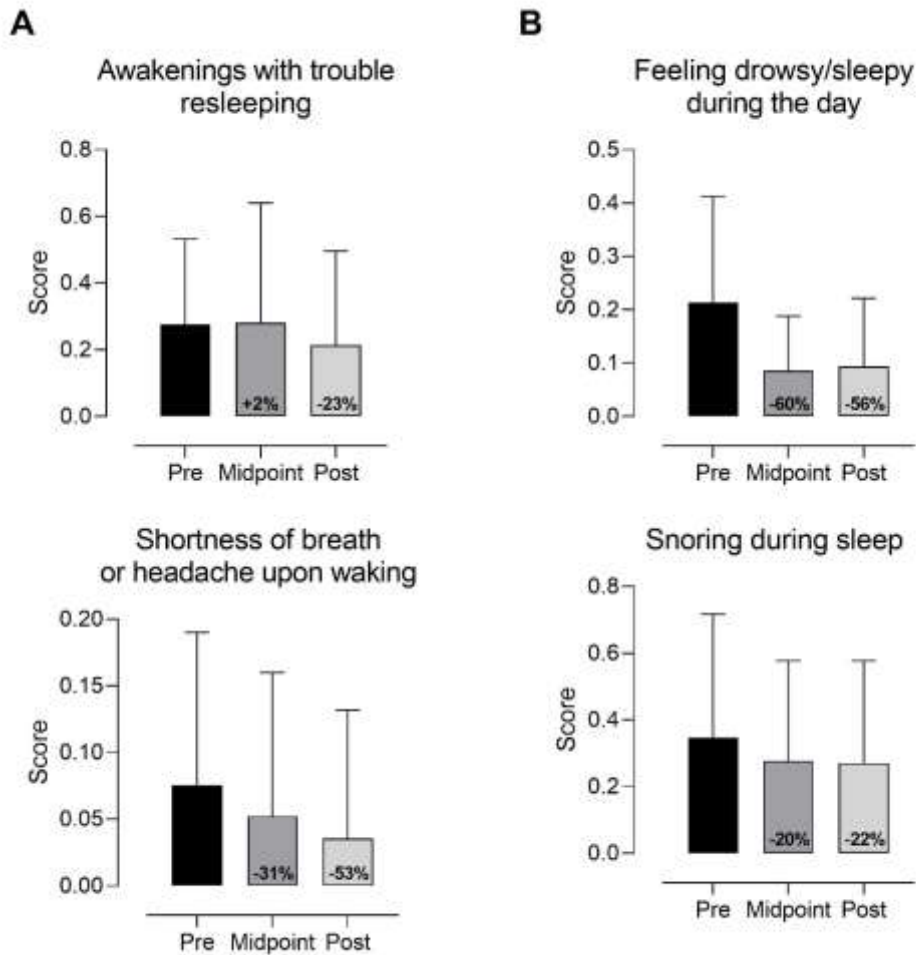 A
Awakenings with trouble
resleeping
Score
0.8
0.6
0.4
0.2
0.0
+2%
-23%
Pre Midpoint Post
Shortness of breath
or headache upon waking
Score
0.20
0.15
0.10
0.05
0.00
-31%
-53%
Pre Midpoint Post
B
Feeling drowsy/sleepy
during the day
Score
0.5
0.4
0.3
0.2
0.1
0.0
-60%
-56%
Pre Midpoint Post
Snoring during sleep
Score
0.8
0.6
0.4
0.2
0.0
-20%
-22%
Pre Midpoint Post